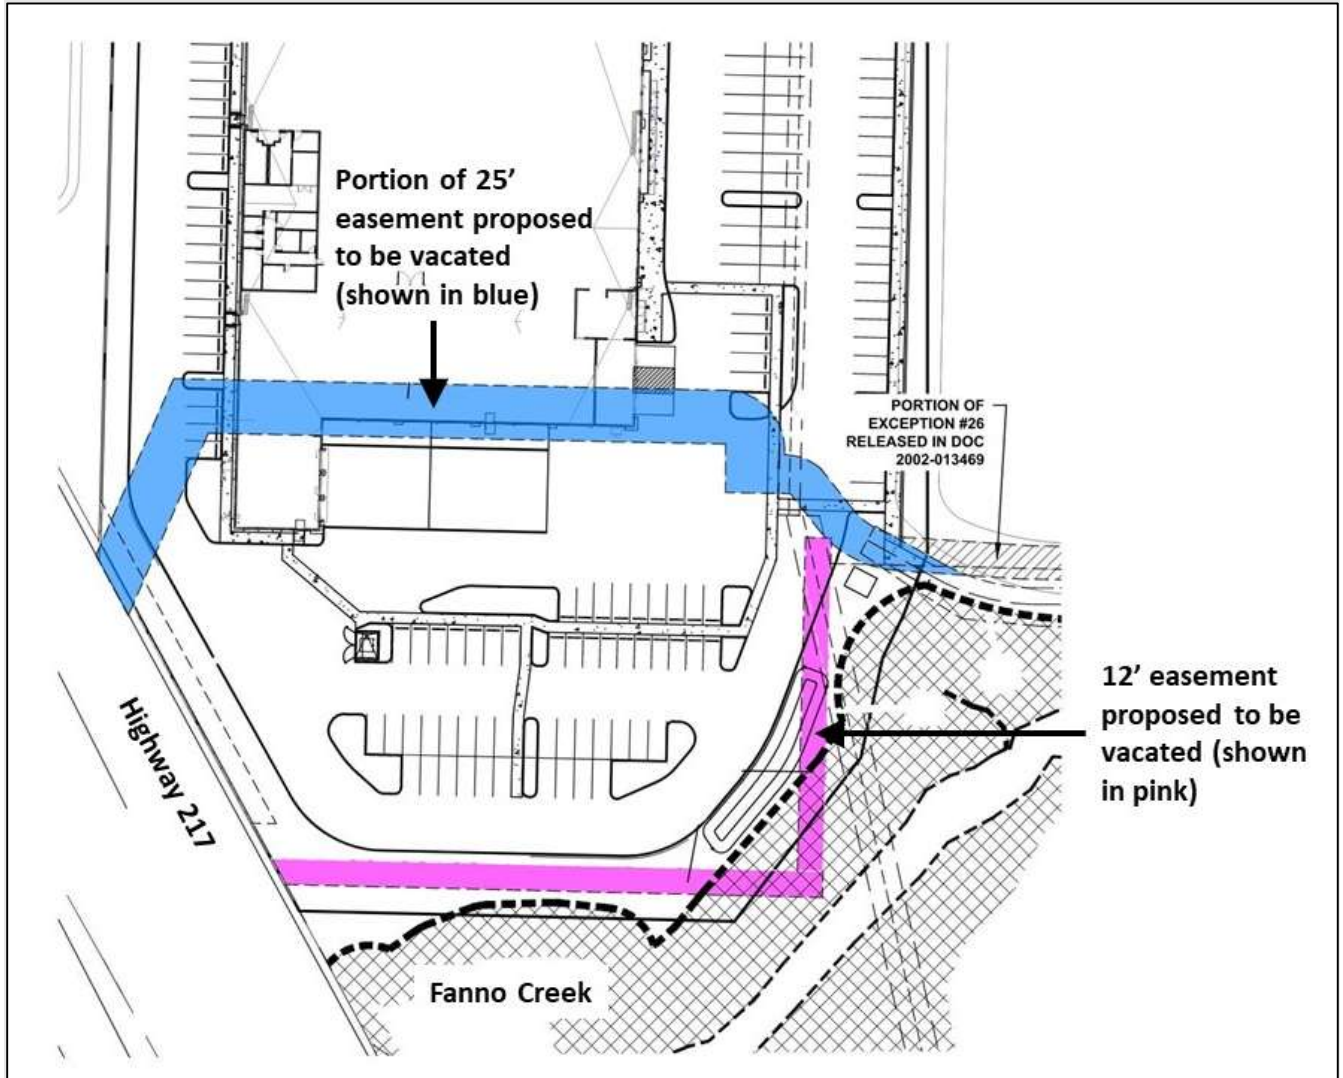 Portion of 25’
easement proposed
to be vacated
(shown in blue)
PORTION OF
EXCEPTION #26
RELEASED IN DOC
2002-013469
12’ easement
proposed to be
vacated (shown
in pink)
Highway 217
Fanno Creek